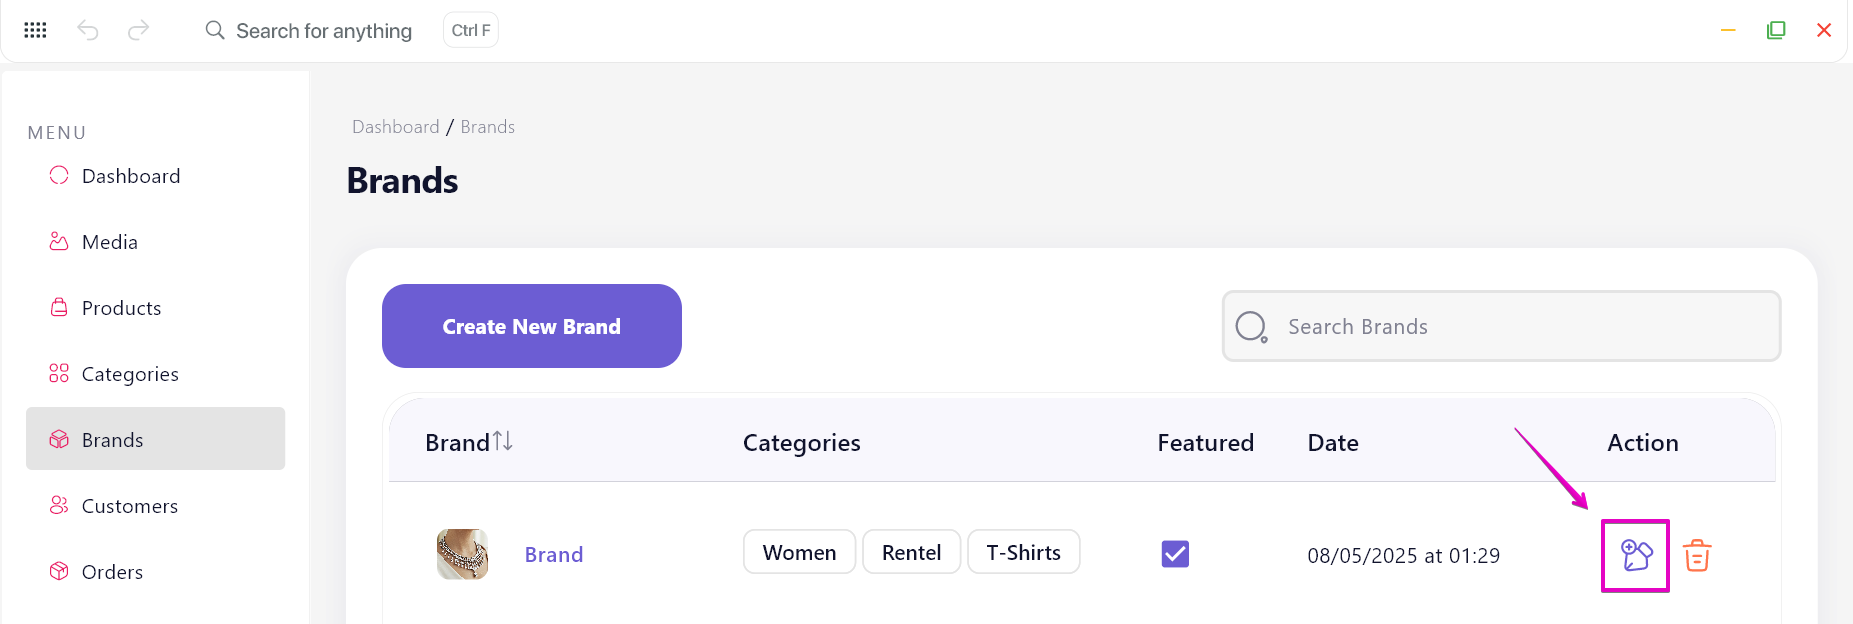 Search for anything Ctrl F
MENU
Dashboard
Media
Products
Categories
Brands
Customers
Orders
Dashboard / Brands
Brands
Create New Brand
Search Brands
Brand Categories Featured Date Action
Brand Women Rentel T-Shirts 08/05/2025 at 01:29